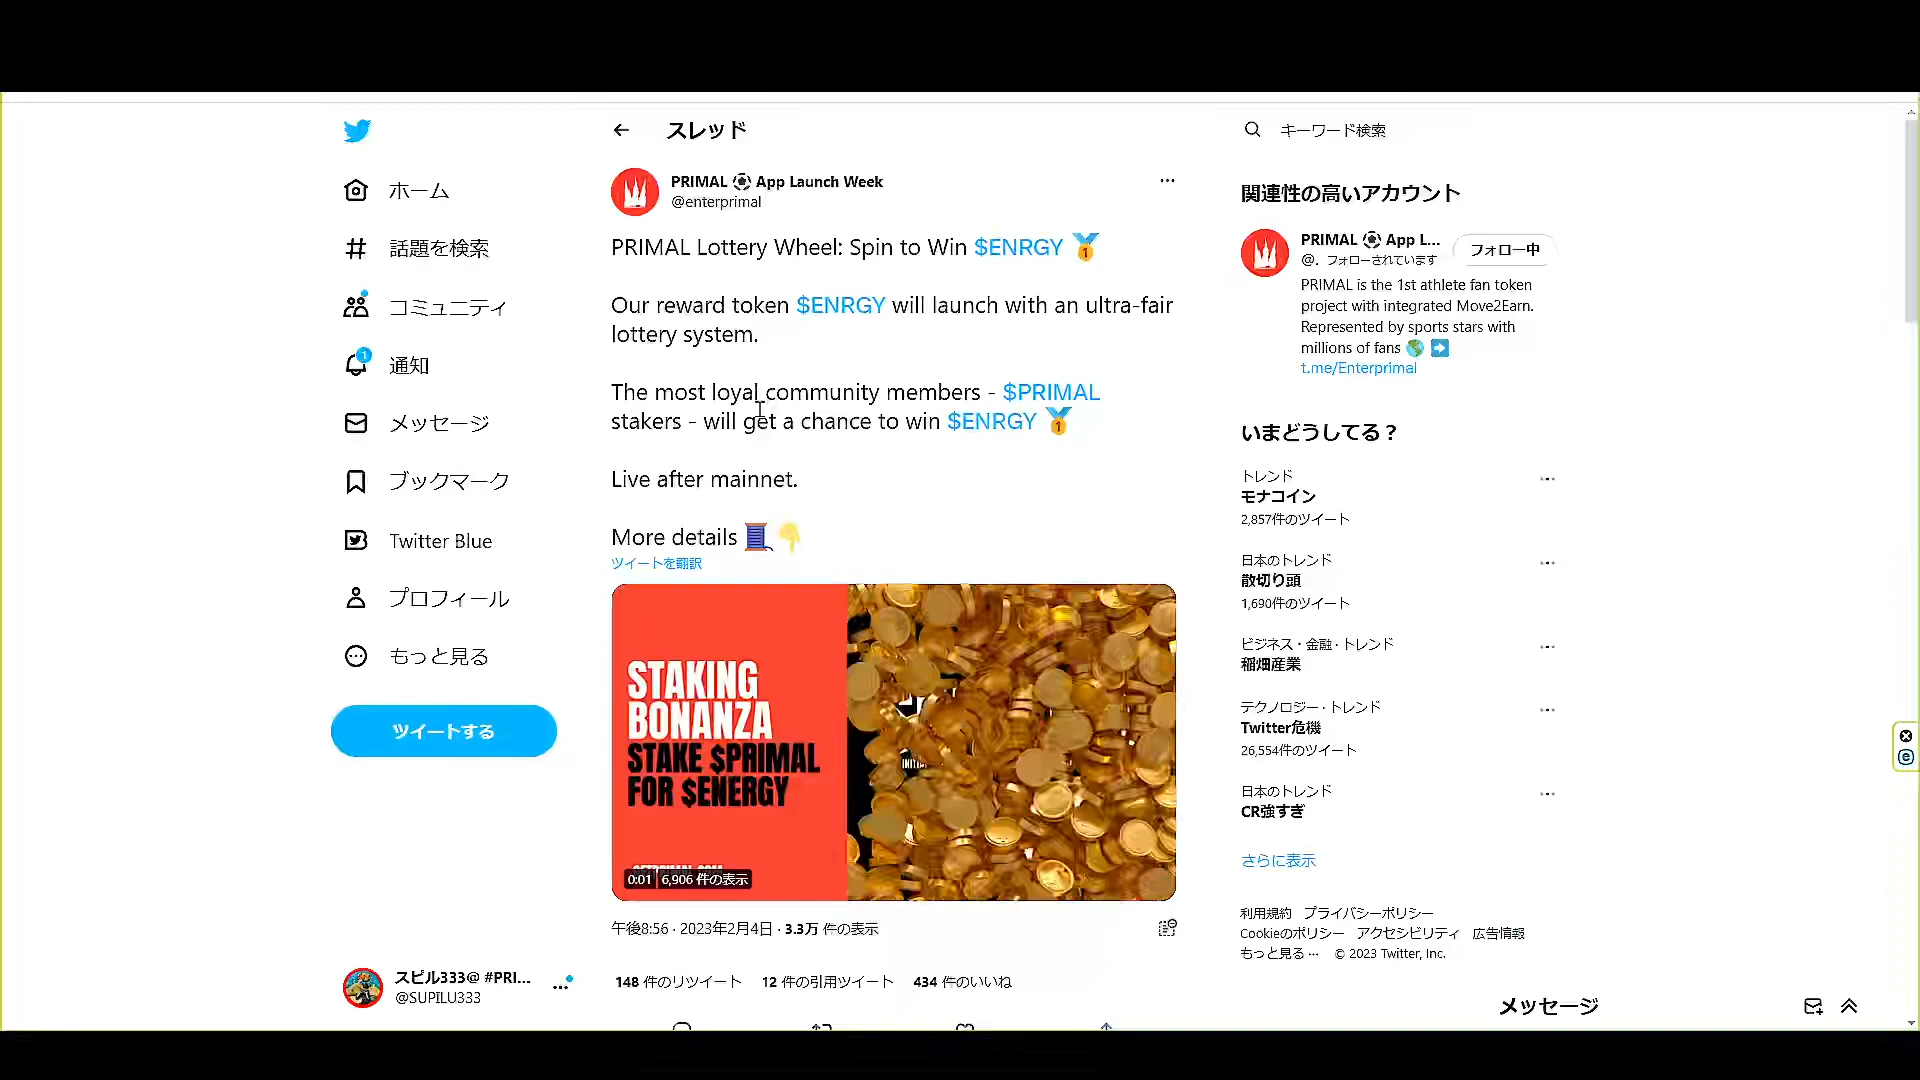 ホーム
話題を検索
コミュニティ
1
通知
メッセージ
ブックマーク
Twitter Blue
プロフィール
もっと見る
ツイートする
スピル333@ #PRI...
@SUPILU333
スレッド
PRIMAL ⚽ App Launch Week
@enterprimal
PRIMAL Lottery Wheel: Spin to Win $ENRGY 🥇
Our reward token $ENRGY will launch with an ultra-fair
lottery system.
The most loyal community members - $PRIMAL
stakers - will get a chance to win $ENRGY 🥇
Live after mainnet.
More details 🧵👇
ツイートを翻訳
STAKING
BONANZA
STAKE $PRIMAL
FOR $ENERGY
0:01 6,906 件の表示
午後8:56 · 2023年2月4日 · 3.3万 件の表示
148 件のリツイート 12 件の引用ツイート 434 件のいいね
キーワード検索
関連性の高いアカウント
PRIMAL ⚽ App L...
@. フォローされています
フォロー中
PRIMAL is the 1st athlete fan token
project with integrated Move2Earn.
Represented by sports stars with
millions of fans 🌎 ➡️
t.me/Enterprimal
いまどうしてる？
トレンド
モナコイン
2,857件のツイート
日本のトレンド
散切り頭
1,690件のツイート
ビジネス・金融・トレンド
稲畑産業
テクノロジー・トレンド
Twitter危機
26,554件のツイート
日本のトレンド
CR強すぎ
さらに表示
利用規約 プライバシーポリシー
Cookieのポリシー アクセシビリティ 広告情報
もっと見る ··· © 2023 Twitter, Inc.
メッセージ